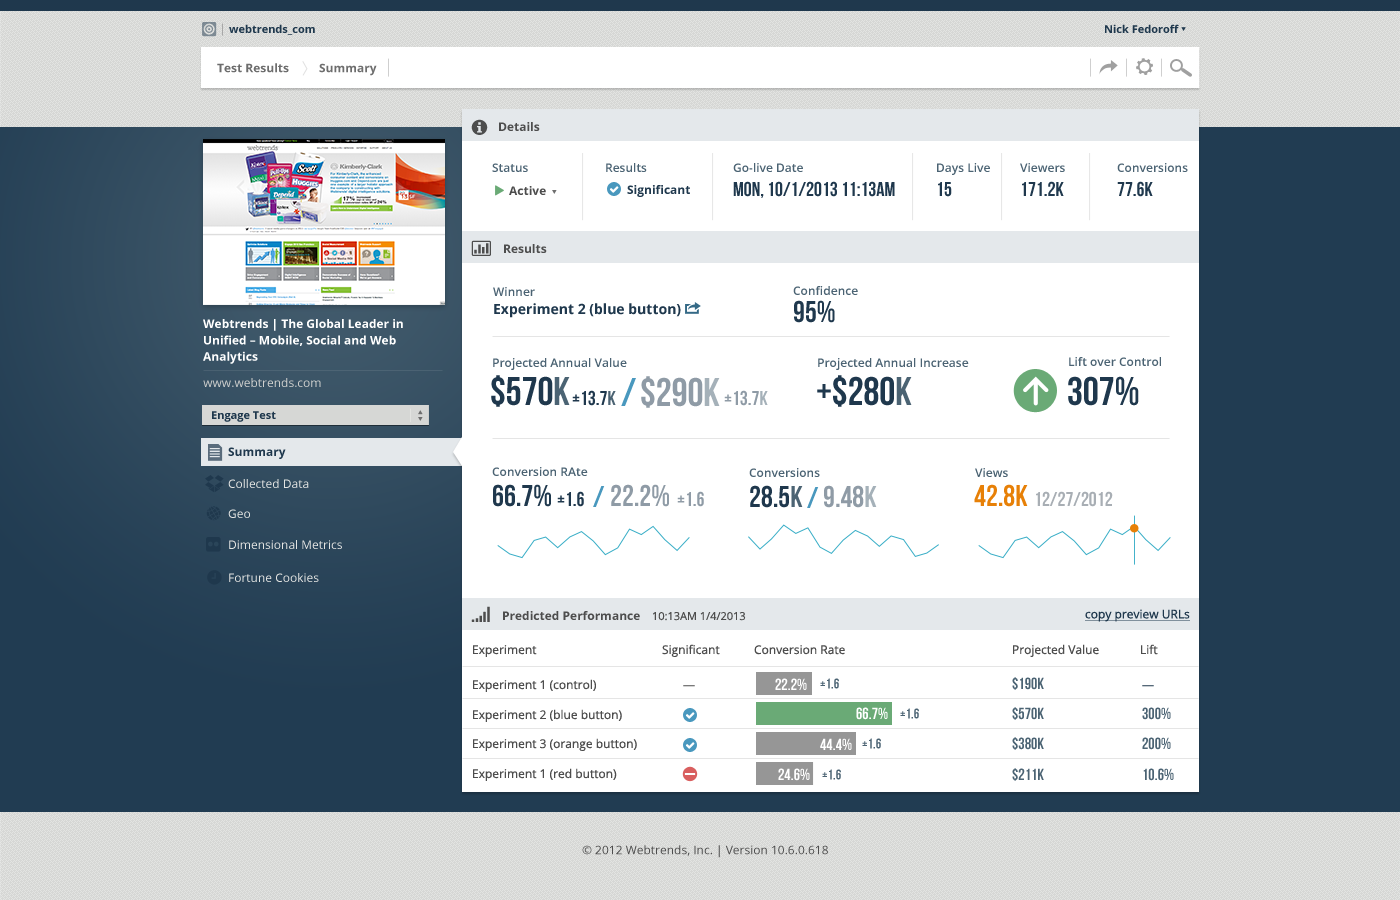 webtrends_com
Nick Fedoroff
Test Results
Summary
Details
Status
Results
Go-live Date
Days Live
Viewers
Conversions
Active
Significant
MON, 10/1/2013 11:13AM
15
171.2K
77.6K
webtrends
Kimberly-Clark
Scott
HUGGIES
Depend
17%
24%
Webtrends | The Global Leader in
Unified – Mobile, Social and Web
Analytics
www.webtrends.com
Engage Test
Summary
Collected Data
Geo
Dimensional Metrics
Fortune Cookies
Results
Winner
Experiment 2 (blue button)
Confidence
95%
Projected Annual Value
$570K ±13.7K / $290K ±13.7K
Projected Annual Increase
+$280K
Lift over Control
307%
Conversion RAte
66.7% ±1.6 / 22.2% ±1.6
Conversions
28.5K / 9.48K
Views
42.8K 12/27/2012
Predicted Performance 10:13AM 1/4/2013
copy preview URLs
Experiment Significant Conversion Rate Projected Value Lift
Experiment 1 (control) — 22.2% ±1.6 $190K —
Experiment 2 (blue button) 66.7% ±1.6 $570K 300%
Experiment 3 (orange button) 44.4% ±1.6 $380K 200%
Experiment 1 (red button) 24.6% ±1.6 $211K 10.6%
© 2012 Webtrends, Inc. | Version 10.6.0.618